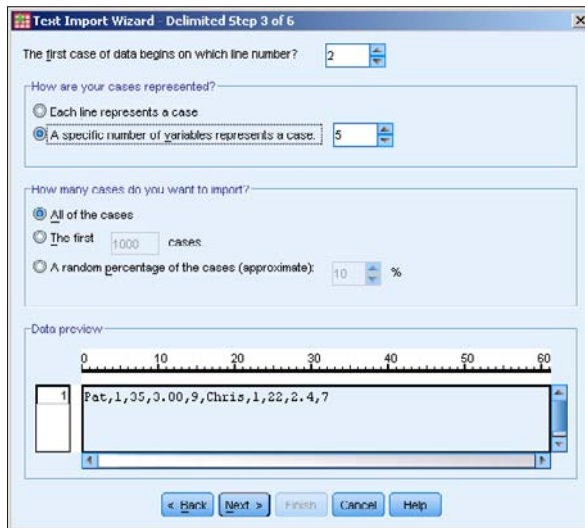 Text Import Wizard - Delimited Step 3 of 6
The first case of data begins on which line number? 2
How are your cases represented?
Each line represents a case
A specific number of variables represents a case. 5
How many cases do you want to import?
All of the cases
The first 1000 cases.
A random percentage of the cases (approximate): 10 %
Data preview
0 10 20 30 40 50 60
1 Pat,1,35,3.00,9,Chris,1,22,2.4,7
< Back Next > Finish Cancel Help